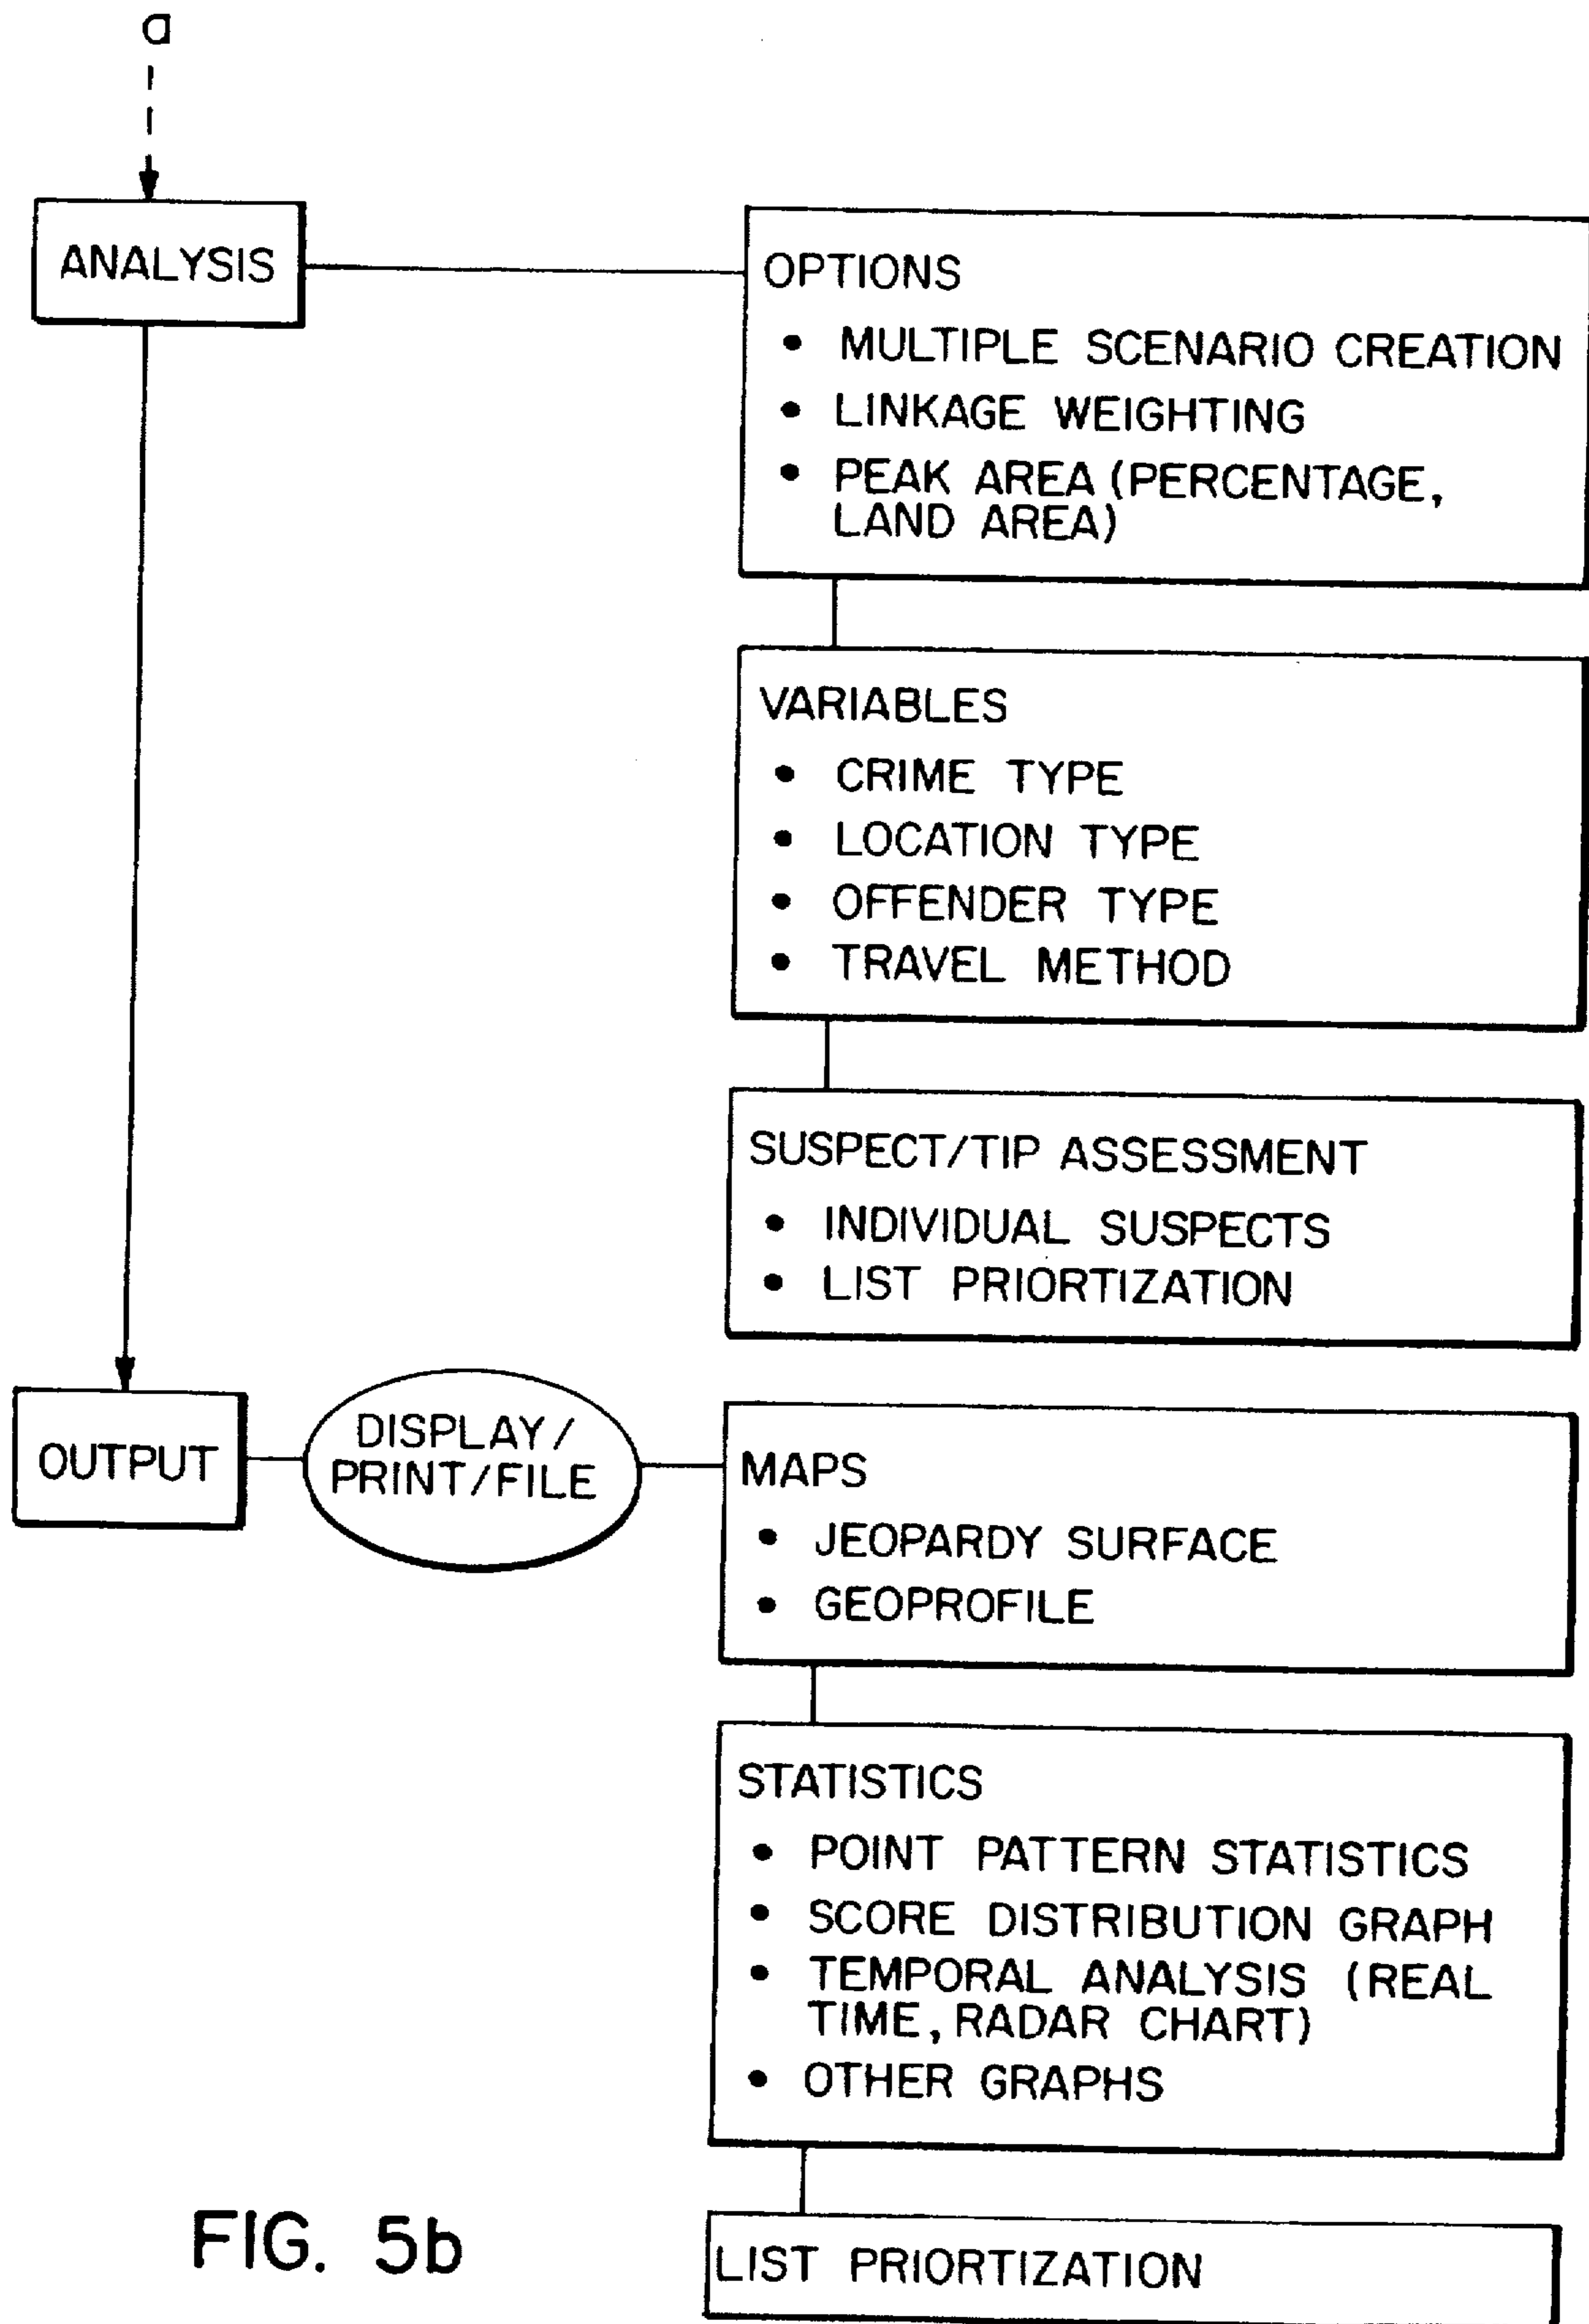 a
ANALYSIS
OPTIONS
• MULTIPLE SCENARIO CREATION
• LINKAGE WEIGHTING
• PEAK AREA (PERCENTAGE,
LAND AREA)
VARIABLES
• CRIME TYPE
• LOCATION TYPE
• OFFENDER TYPE
• TRAVEL METHOD
SUSPECT/TIP ASSESSMENT
• INDIVIDUAL SUSPECTS
• LIST PRIORTIZATION
OUTPUT
DISPLAY/
PRINT/FILE
MAPS
• JEOPARDY SURFACE
• GEOPROFILE
STATISTICS
• POINT PATTERN STATISTICS
• SCORE DISTRIBUTION GRAPH
• TEMPORAL ANALYSIS (REAL
TIME, RADAR CHART)
• OTHER GRAPHS
LIST PRIORTIZATION
FIG. 5b